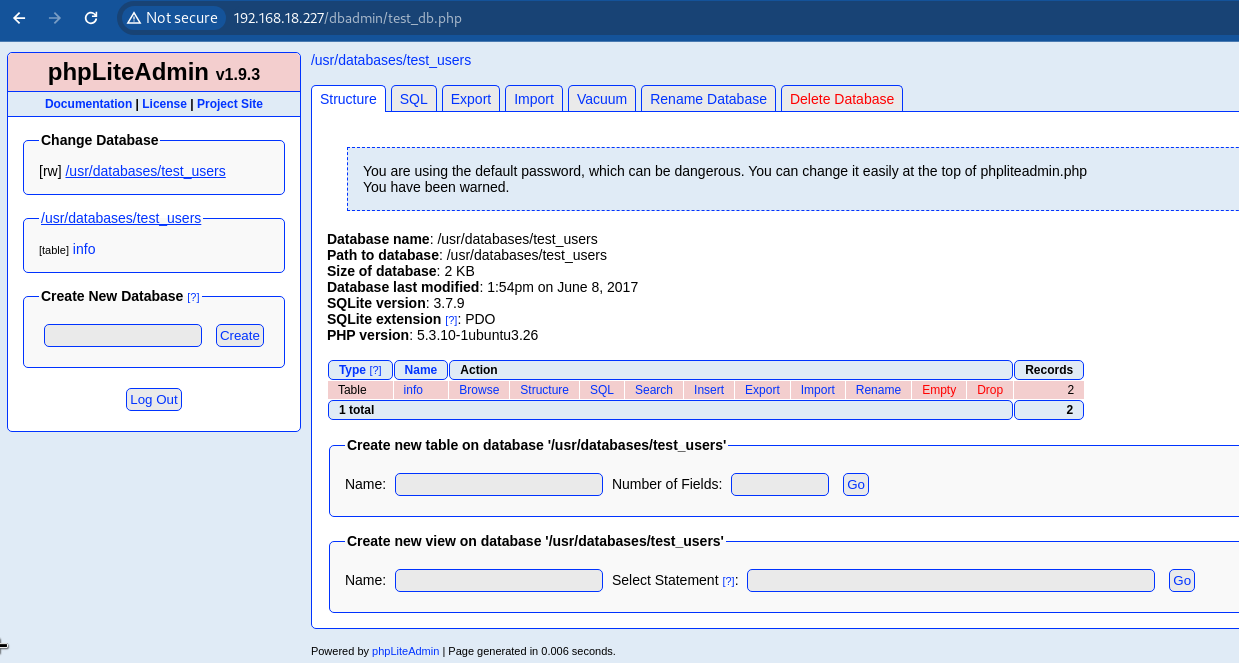 Not secure 192.168.18.227/dbadmin/test_db.php
phpLiteAdmin v1.9.3
Documentation | License | Project Site
Change Database
[rw] /usr/databases/test_users
/usr/databases/test_users
[table] info
Create New Database [?]
Create
Log Out
/usr/databases/test_users
Structure SQL Export Import Vacuum Rename Database Delete Database
You are using the default password, which can be dangerous. You can change it easily at the top of phpliteadmin.php
You have been warned.
Database name: /usr/databases/test_users
Path to database: /usr/databases/test_users
Size of database: 2 KB
Database last modified: 1:54pm on June 8, 2017
SQLite version: 3.7.9
SQLite extension [?]: PDO
PHP version: 5.3.10-1ubuntu3.26
Type [?] Name Action Records
Table info Browse Structure SQL Search Insert Export Import Rename Empty Drop 2
1 total 2
Create new table on database '/usr/databases/test_users'
Name: Number of Fields: Go
Create new view on database '/usr/databases/test_users'
Name: Select Statement [?]: Go
Powered by phpLiteAdmin | Page generated in 0.006 seconds.